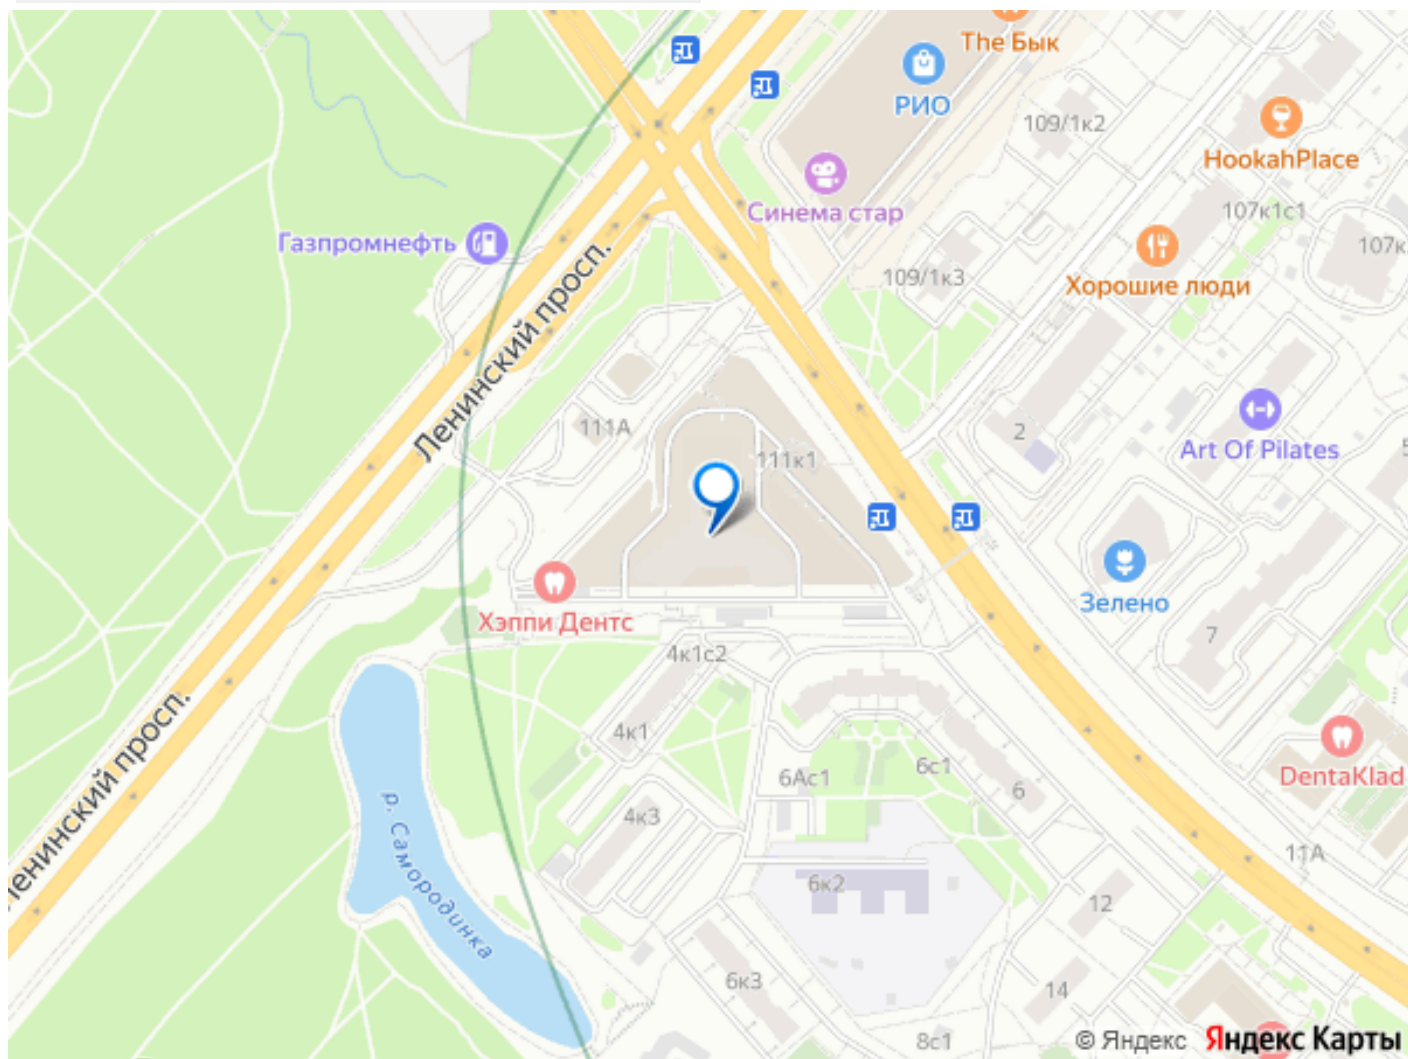 The Бык
РИО
109/1к2
HookahPlace
Синема стар
107к1с1
Газпромнефть
107к
109/1к3
Хорошие люди
Ленинский просп.
111А
2
Art Of Pilates
111к1
Зелено
Хэппи Дентс
7
4к1с2
4к1
6Ас1
6с1
6
DentaKlad
Ленинский просп.
р. Самородинка
4к3
11А
6к2
12
6к3
14
8с1
© Яндекс Яндекс Карты